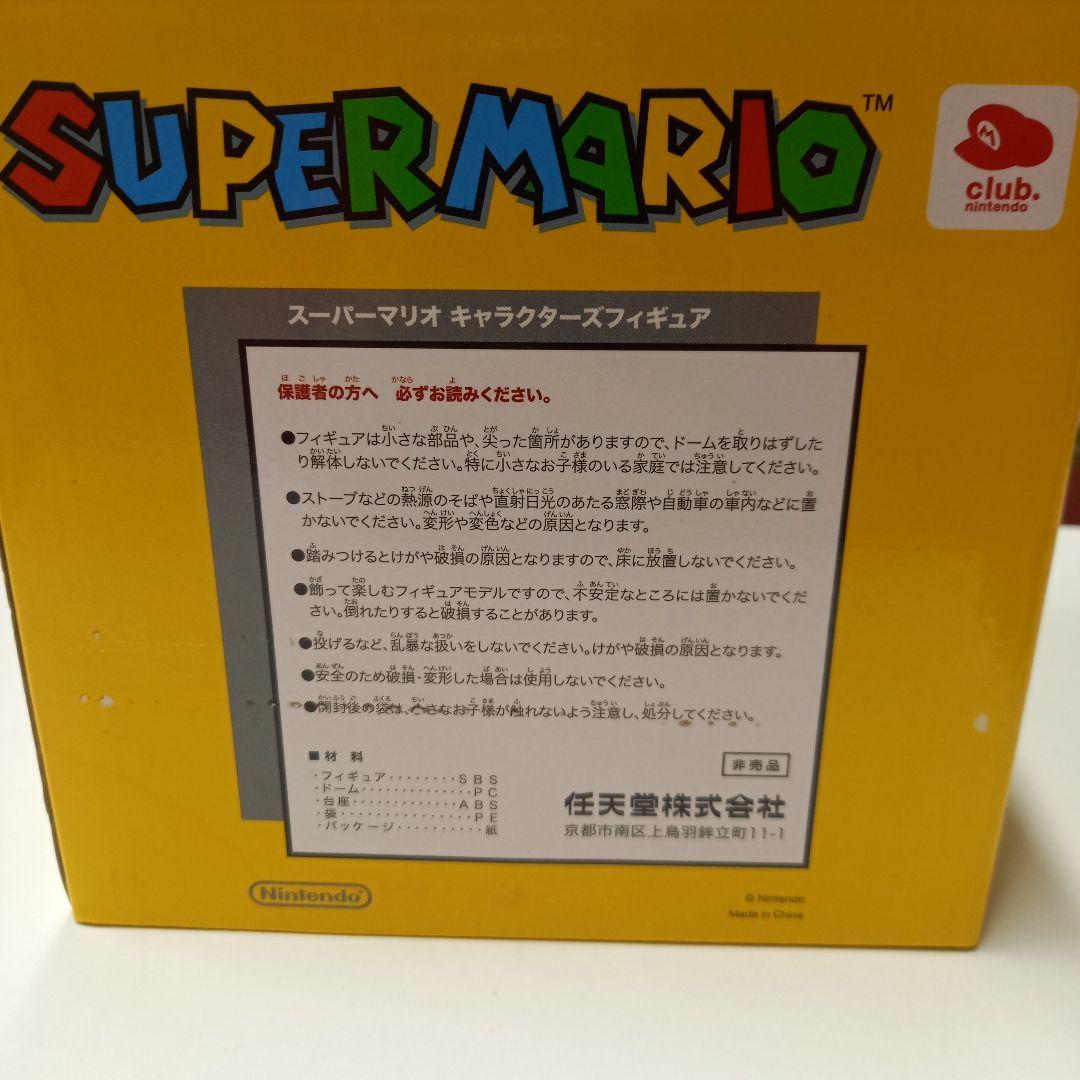 SUPER MARIO™
club.
nintendo
スーパーマリオ キャラクターズフィギュア
保護者の方へ 必ずお読みください。
●フィギュアは小さな部品や、尖った箇所がありますので、ドームを取りはずした
り解体しないでください。特に小さなお子様のいる家庭では注意してください。
●ストーブなどの熱源のそばや直射日光のあたる窓際や自動車の車内などに置
かないでください。変形や変色などの原因となります。
●踏みつけるとけがや破損の原因となりますので、床に放置しないでください。
●飾って楽しむフィギュアモデルですので、不安定なところには置かないでくだ
さい。倒れたりすると破損することがあります。
●投げるなど、乱暴な扱いをしないでください。けがや破損の原因となります。
●安全のため破損・変形した場合は使用しないでください。
●開封後の袋は、小さなお子様が触れないよう注意し、処分してください。
■材 料
・フィギュア・・・・・・・・SBS
・ドーム・・・・・・・・・・・・・PC
・台座・・・・・・・・・・・・ABS
・袋・・・・・・・・・・・・・・・PE
・パッケージ・・・・・・・・・・紙
非売品
任天堂株式会社
京都市南区上鳥羽鉾立町11-1
Nintendo®
© Nintendo
Made in China